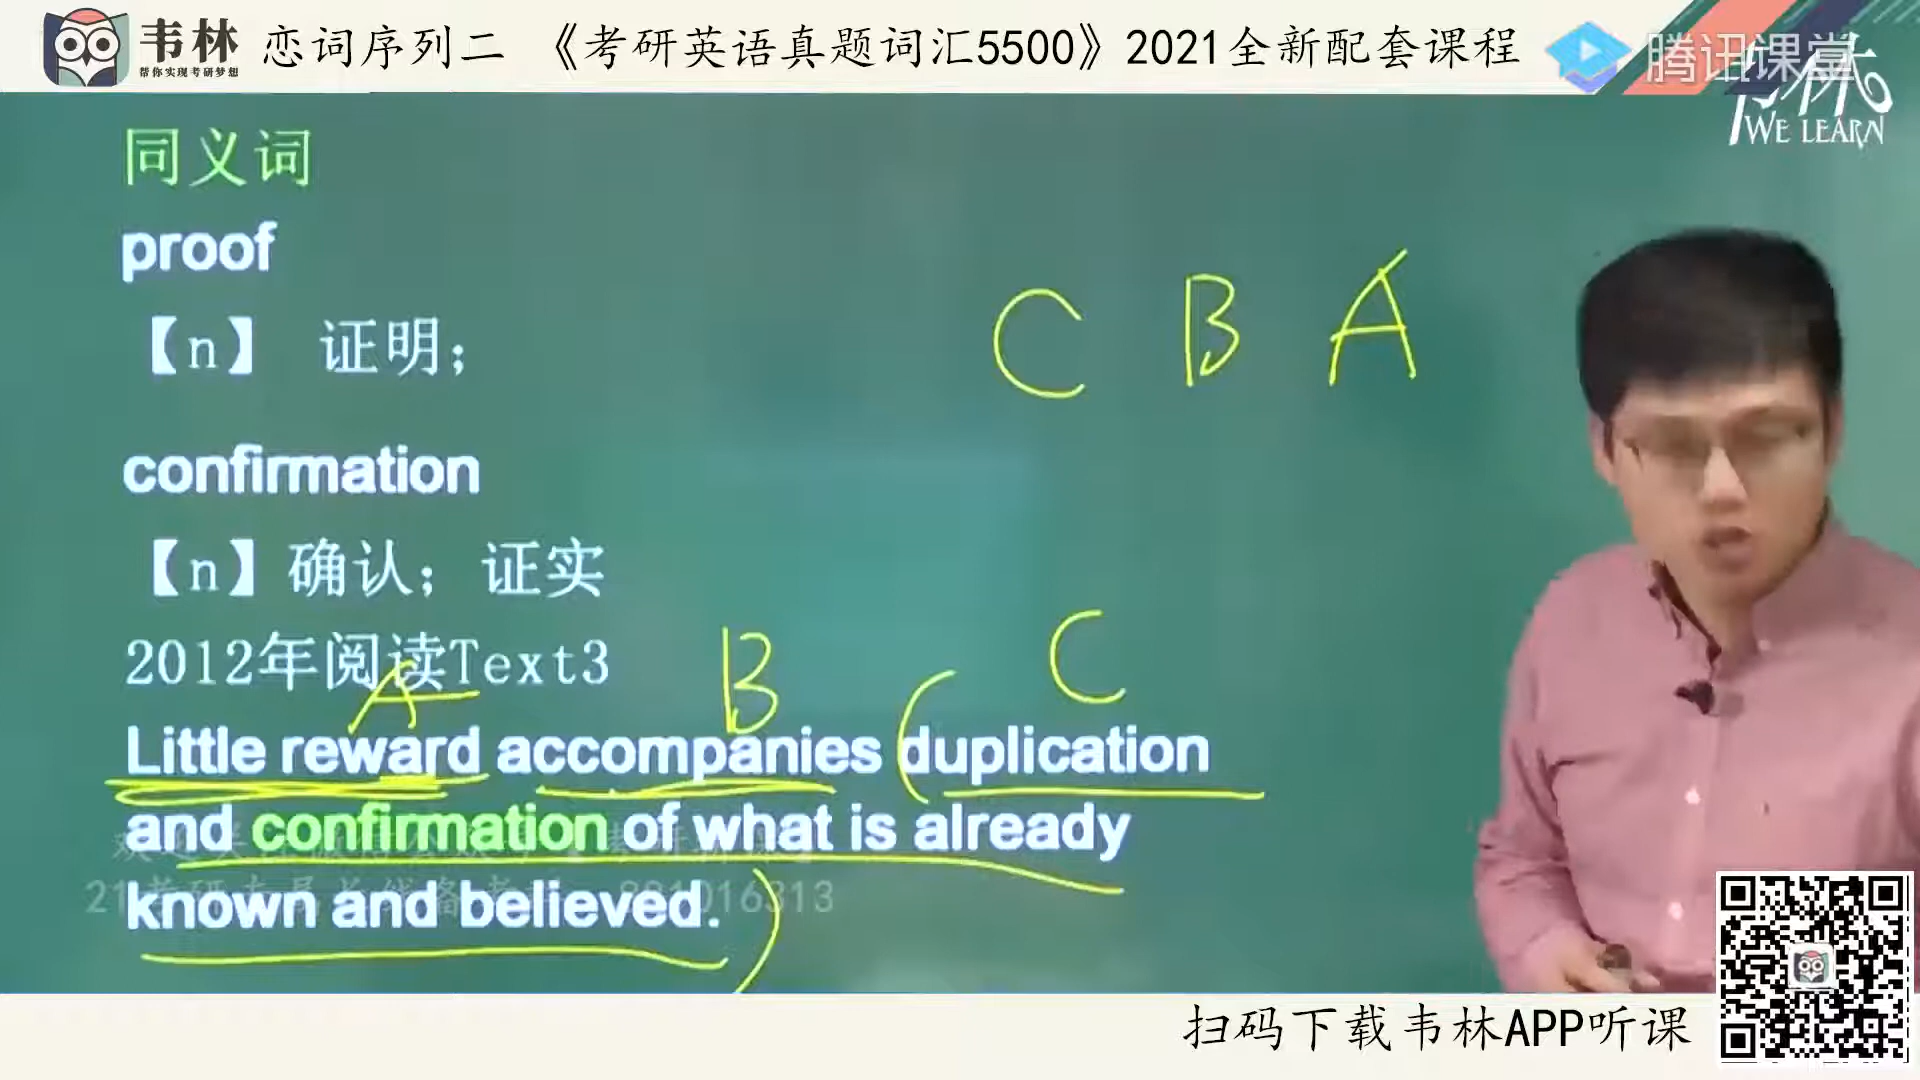 韦林
帮你实现考研梦想
恋词序列二 《考研英语真题词汇5500》2021全新配套课程
腾讯课堂
韦林
WE LEARN
同义词
proof
【n】 证明；
C B A
confirmation
【n】确认；证实
2012年阅读Text3
A B C
Little reward accompanies duplication
and confirmation of what is already
known and believed.
扫码下载韦林APP听课